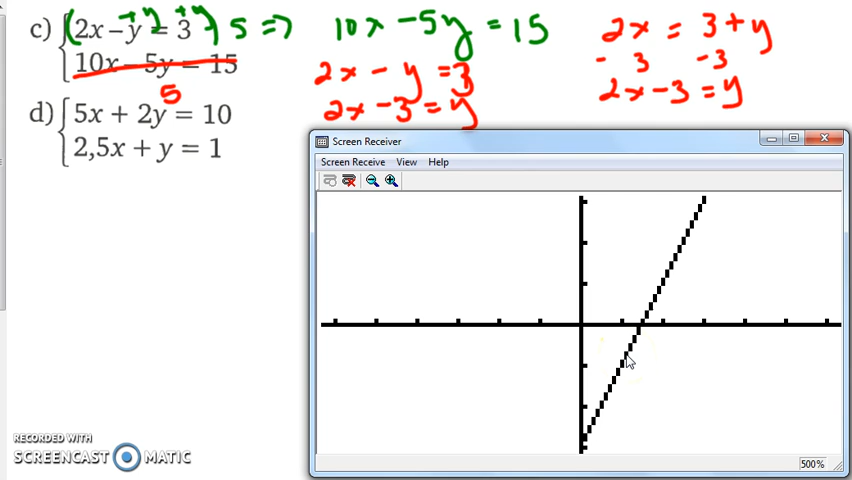 c) (2x − y = 3) 5 => 10x − 5y = 15
+y +y
10x − 5y = 15
5
2x − y = 3
2x − 3 = y
2x = 3 + y
− 3 −3
2x − 3 = y
d) 5x + 2y = 10
2,5x + y = 1
Screen Receiver
Screen Receive View Help
500%
RECORDED WITH
SCREENCAST MATIC